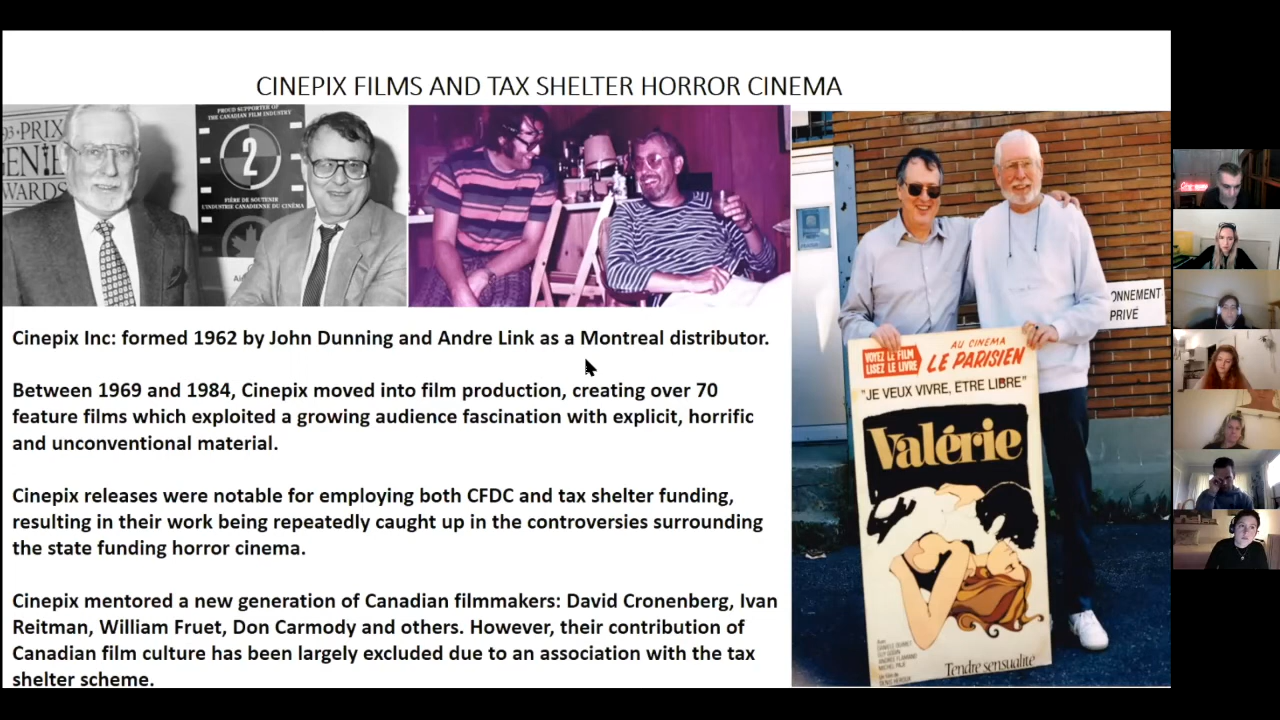 CINEPIX FILMS AND TAX SHELTER HORROR CINEMA
93 PRIX
AWARDS
PROUD SUPPORTER OF
THE CANADIAN FILM INDUSTRY
2
FIÈRE DE SOUTENIR
L'INDUSTRIE CANADIENNE DU CINÉMA
Cinepix Inc: formed 1962 by John Dunning and Andre Link as a Montreal distributor.
Between 1969 and 1984, Cinepix moved into film production, creating over 70
feature films which exploited a growing audience fascination with explicit, horrific
and unconventional material.
Cinepix releases were notable for employing both CFDC and tax shelter funding,
resulting in their work being repeatedly caught up in the controversies surrounding
the state funding horror cinema.
Cinepix mentored a new generation of Canadian filmmakers: David Cronenberg, Ivan
Reitman, William Fruet, Don Carmody and others. However, their contribution of
Canadian film culture has been largely excluded due to an association with the tax
shelter scheme.
ONNEMENT
PRIVÉ
VOYEZ LE FILM
LISEZ LE LIVRE
AU CINÉMA
LE PARISIEN
"JE VEUX VIVRE, ÊTRE LIBRE"
Valérie
Tendre sensualité